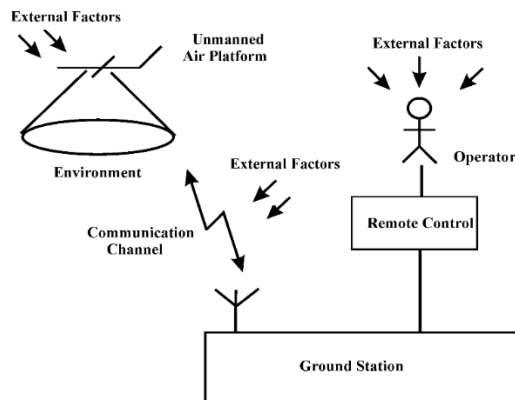 External Factors
Unmanned
Air Platform
External Factors
Environment
External Factors
Operator
Communication
Channel
Remote Control
Ground Station